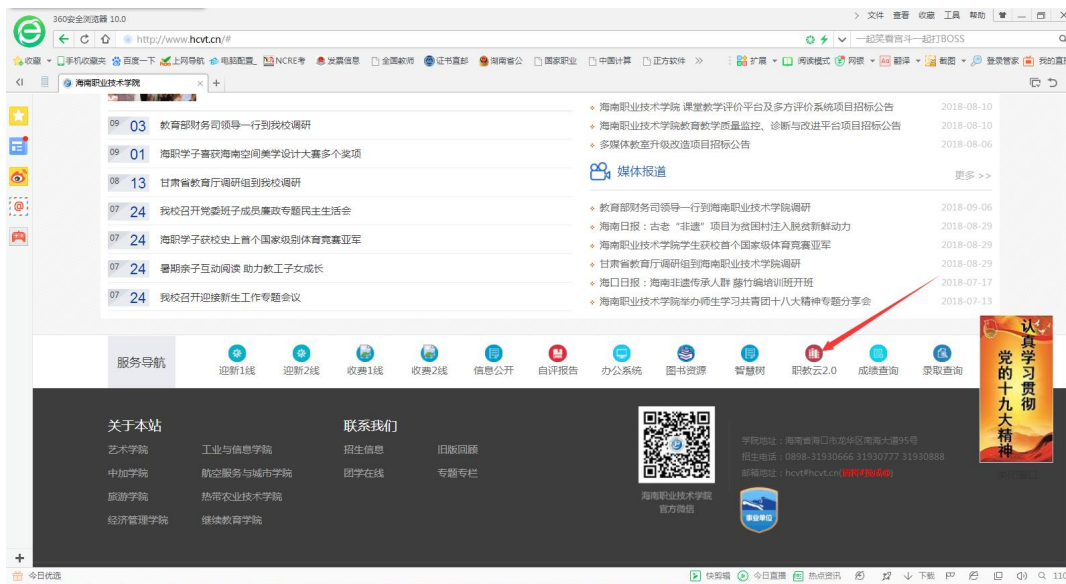 360安全浏览器 10.0
文件 查看 收藏 工具 帮助
http://www.hcvt.cn/#
一起笑看宫斗一起打BOSS
收藏 手机收藏夹 百度一下 上网导航 电脑配置_ NCRE考 发票信息 全国教师 证书直邮 湖南省公 国家职业 中国计算 正方软件 » 扩展 阅读模式 网银 翻译 截图 登录管家 我的直
海南职业技术学院
海南职业技术学院 课堂教学评价平台及多方评价系统项目招标公告 2018-08-10
09 03 教育部财务司领导一行到我校调研
海南职业技术学院教育教学质量监控、诊断与改进平台项目招标公告 2018-08-10
多媒体教室升级改造项目招标公告 2018-08-06
09 01 海职学子喜获海南空间美学设计大赛多个奖项
媒体报道 更多 >>
08 13 甘肃省教育厅调研组到我校调研
07 24 我校召开党委班子成员廉政专题民主生活会
教育部财务司领导一行到海南职业技术学院调研 2018-09-06
海南日报：古老“非遗”项目为贫困村注入脱贫新鲜动力 2018-08-29
07 24 海职学子获校史上首个国家级别体育竞赛亚军
海南职业技术学院学生获校首个国家级体育竞赛亚军 2018-08-29
甘肃省教育厅调研组到海南职业技术学院调研 2018-08-29
07 24 暑期亲子互动阅读 助力教工子女成长
海口日报：海南非遗传承人群 藤竹编培训班开班 2018-07-17
07 24 我校召开迎接新生工作专题会议
海南职业技术学院举办师生学习共青团十八大精神专题分享会 2018-07-13
服务导航
迎新1线 迎新2线 收费1线 收费2线 信息公开 自评报告 办公系统 图书资源 智慧树 职教云2.0 成绩查询 录取查询
认真学习贯彻
党的十九大精神
关于本站
艺术学院 工业与信息学院
中加学院 航空服务与城市学院
旅游学院 热带农业技术学院
经济管理学院 继续教育学院
联系我们
招生信息 旧版回顾
团学在线 专题专栏
海南职业技术学院
官方微信
学院地址：海南省海口市龙华区南海大道95号
招生电话：0898-31930666 31930777 31930888
邮箱地址：hcvt#hcvt.cn
事业单位
今日优选
快剪辑 今日直播 热点资讯 下载 110